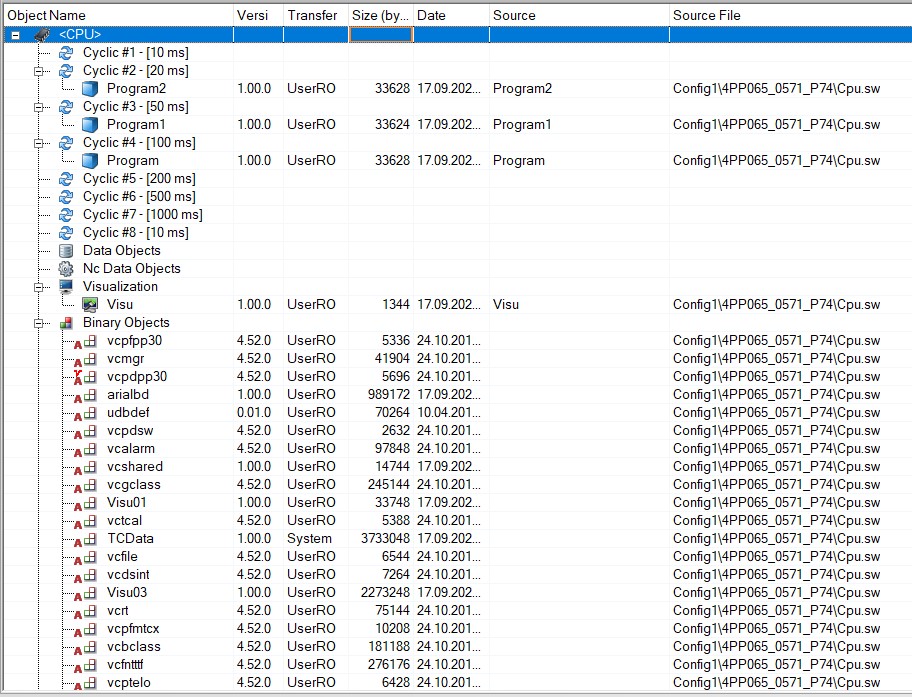 Object Name Versi Transfer Size (by... Date Source Source File
<CPU>
Cyclic #1 - [10 ms]
Cyclic #2 - [20 ms]
Program2 1.00.0 UserRO 33628 17.09.202... Program2 Config1\4PP065_0571_P74\Cpu.sw
Cyclic #3 - [50 ms]
Program1 1.00.0 UserRO 33624 17.09.202... Program1 Config1\4PP065_0571_P74\Cpu.sw
Cyclic #4 - [100 ms]
Program 1.00.0 UserRO 33628 17.09.202... Program Config1\4PP065_0571_P74\Cpu.sw
Cyclic #5 - [200 ms]
Cyclic #6 - [500 ms]
Cyclic #7 - [1000 ms]
Cyclic #8 - [10 ms]
Data Objects
Nc Data Objects
Visualization
Visu 1.00.0 UserRO 1344 17.09.202... Visu Config1\4PP065_0571_P74\Cpu.sw
Binary Objects
vcpfpp30 4.52.0 UserRO 5336 24.10.201... Config1\4PP065_0571_P74\Cpu.sw
vcmgr 4.52.0 UserRO 41904 24.10.201... Config1\4PP065_0571_P74\Cpu.sw
vcpdpp30 4.52.0 UserRO 5696 24.10.201... Config1\4PP065_0571_P74\Cpu.sw
arialbd 1.00.0 UserRO 989172 17.09.202... Config1\4PP065_0571_P74\Cpu.sw
udbdef 0.01.0 UserRO 70264 10.04.201... Config1\4PP065_0571_P74\Cpu.sw
vcpdsw 4.52.0 UserRO 2632 24.10.201... Config1\4PP065_0571_P74\Cpu.sw
vcalarm 4.52.0 UserRO 97848 24.10.201... Config1\4PP065_0571_P74\Cpu.sw
vcshared 1.00.0 UserRO 14744 17.09.202... Config1\4PP065_0571_P74\Cpu.sw
vcgclass 4.52.0 UserRO 245144 24.10.201... Config1\4PP065_0571_P74\Cpu.sw
Visu01 1.00.0 UserRO 33748 17.09.202... Config1\4PP065_0571_P74\Cpu.sw
vctcal 4.52.0 UserRO 5388 24.10.201... Config1\4PP065_0571_P74\Cpu.sw
TCData 1.00.0 System 3733048 17.09.202... Config1\4PP065_0571_P74\Cpu.sw
vcfile 4.52.0 UserRO 6544 24.10.201... Config1\4PP065_0571_P74\Cpu.sw
vcdsint 4.52.0 UserRO 7264 24.10.201... Config1\4PP065_0571_P74\Cpu.sw
Visu03 1.00.0 UserRO 2273248 17.09.202... Config1\4PP065_0571_P74\Cpu.sw
vcrt 4.52.0 UserRO 75144 24.10.201... Config1\4PP065_0571_P74\Cpu.sw
vcpfmtcx 4.52.0 UserRO 10208 24.10.201... Config1\4PP065_0571_P74\Cpu.sw
vcbclass 4.52.0 UserRO 181188 24.10.201... Config1\4PP065_0571_P74\Cpu.sw
vcfntttf 4.52.0 UserRO 276176 24.10.201... Config1\4PP065_0571_P74\Cpu.sw
vcptelo 4.52.0 UserRO 6428 24.10.201... Config1\4PP065_0571_P74\Cpu.sw